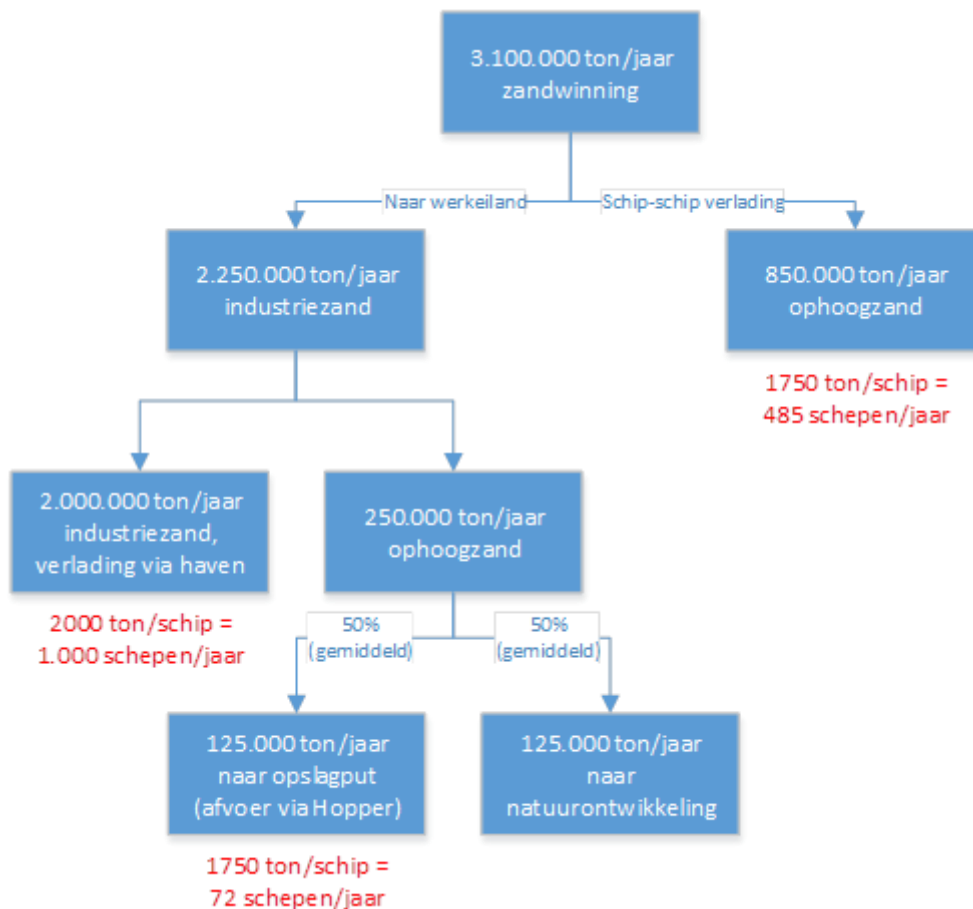 3.100.000 ton/jaar
zandwinning
Naar werkeiland
Schip-schip verlading
2.250.000 ton/jaar
industriezand
850.000 ton/jaar
ophoogzand
1750 ton/schip =
485 schepen/jaar
2.000.000 ton/jaar
industriezand,
verlading via haven
250.000 ton/jaar
ophoogzand
2000 ton/schip =
1.000 schepen/jaar
50%
(gemiddeld)
50%
(gemiddeld)
125.000 ton/jaar
naar opslagput
(afvoer via Hopper)
125.000 ton/jaar
naar
natuurontwikkeling
1750 ton/schip =
72 schepen/jaar